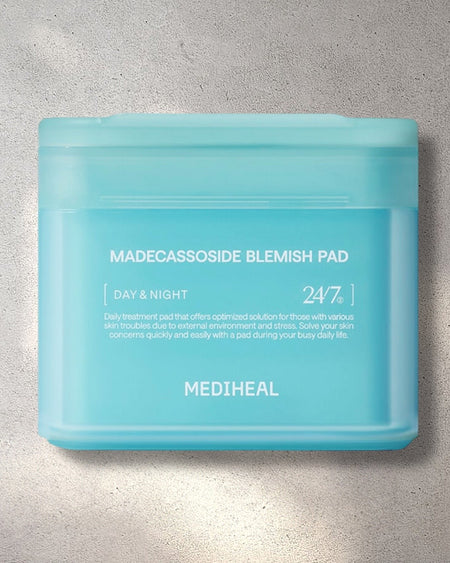 MADECASSOSIDE BLEMISH PAD
[ DAY & NIGHT 24/7® ]
Daily treatment pad that offers optimized solution for those with various
skin troubles due to external environment and stress. Solve your skin
concerns quickly and easily with a pad during your busy daily life.
MEDIHEAL